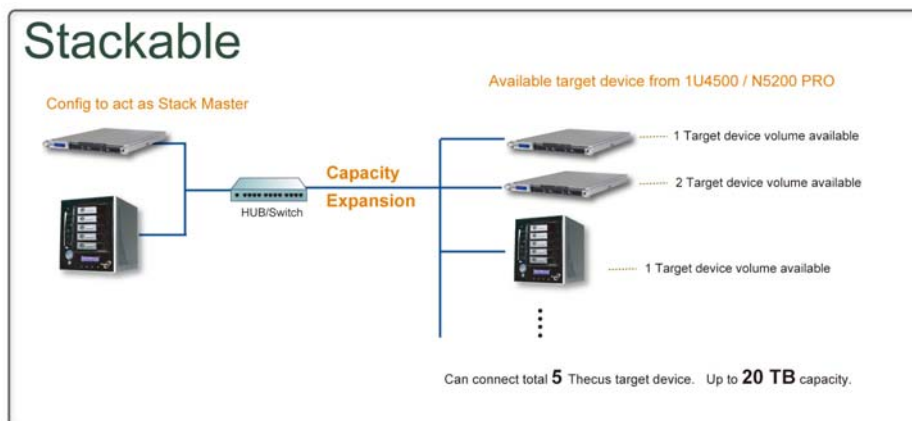 Stackable
Config to act as Stack Master
Available target device from 1U4500 / N5200 PRO
1 Target device volume available
Capacity
Expansion
2 Target device volume available
HUB/Switch
1 Target device volume available
Can connect total 5 Thecus target device. Up to 20 TB capacity.